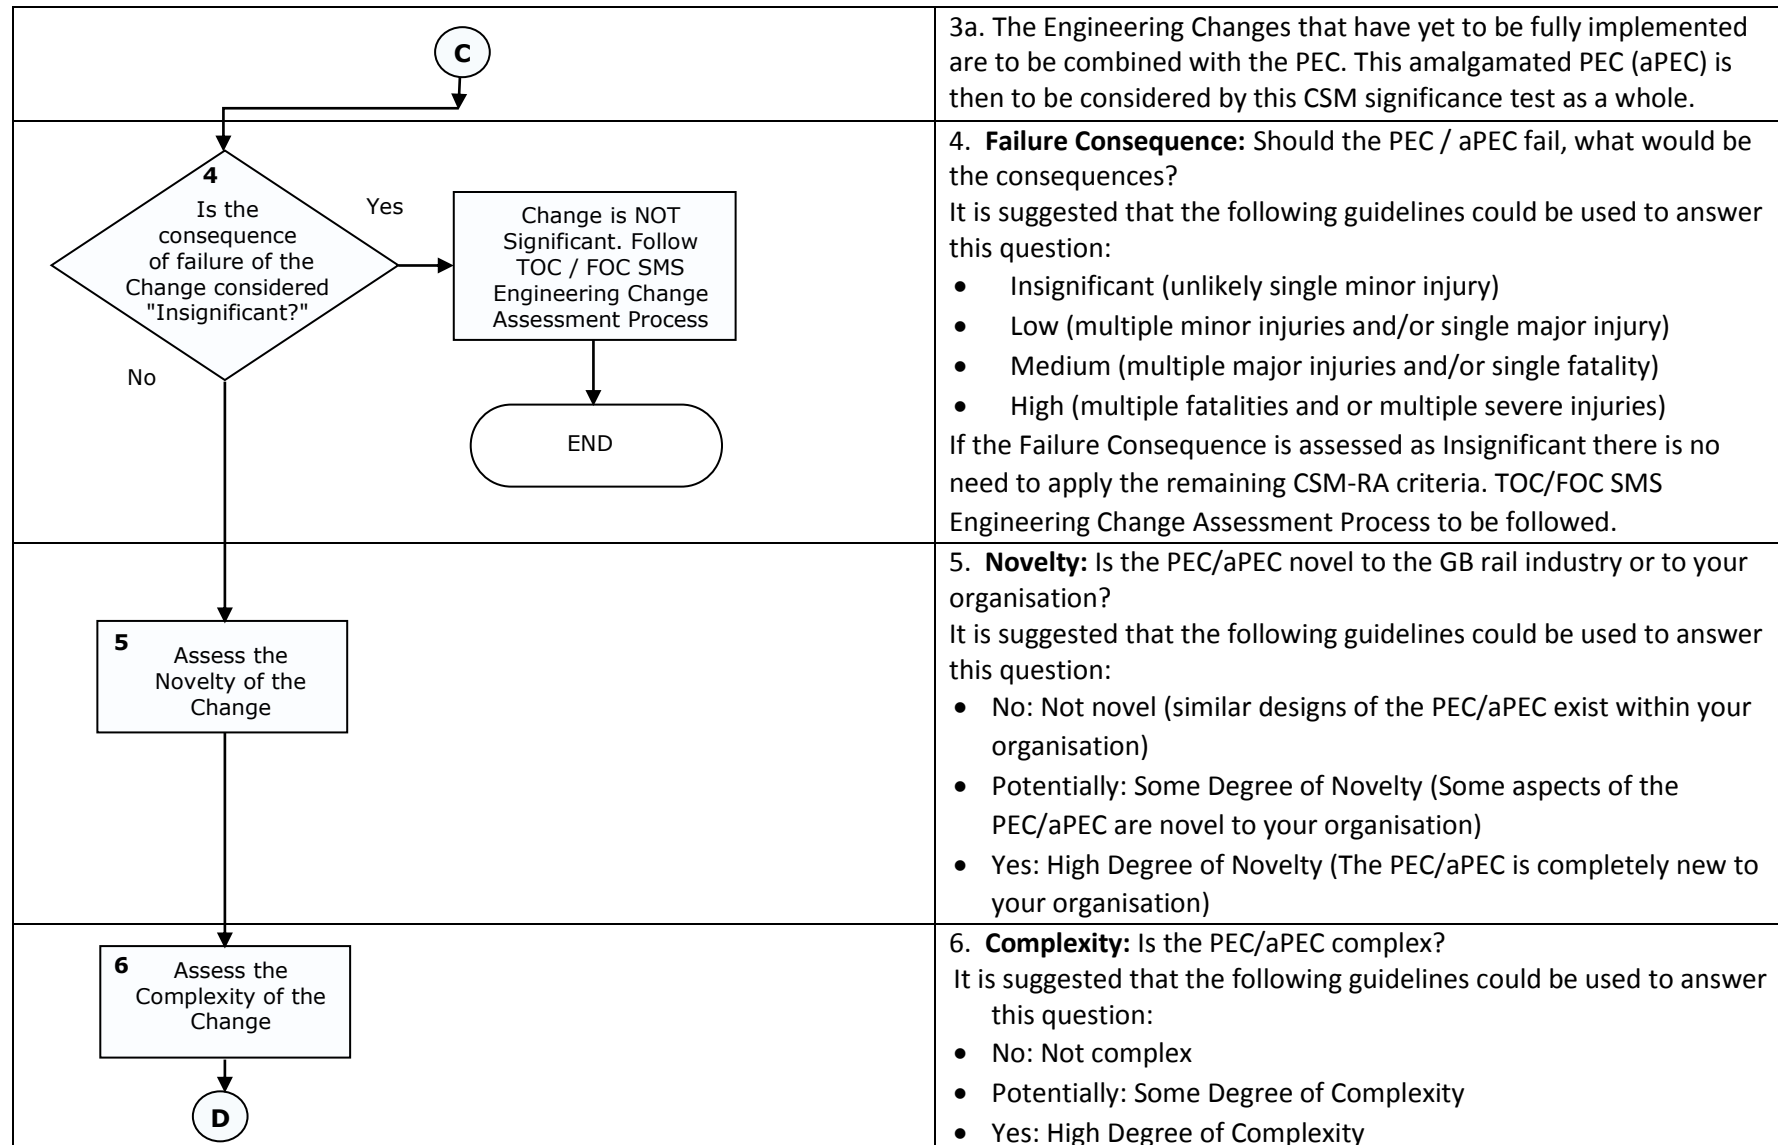 C
3a. The Engineering Changes that have yet to be fully implemented
are to be combined with the PEC. This amalgamated PEC (aPEC) is
then to be considered by this CSM significance test as a whole.
4
Is the
consequence
of failure of the
Change considered
"Insignificant?"
Yes
No
Change is NOT
Significant. Follow
TOC / FOC SMS
Engineering Change
Assessment Process
END
4. Failure Consequence: Should the PEC / aPEC fail, what would be
the consequences?
It is suggested that the following guidelines could be used to answer
this question:
• Insignificant (unlikely single minor injury)
• Low (multiple minor injuries and/or single major injury)
• Medium (multiple major injuries and/or single fatality)
• High (multiple fatalities and or multiple severe injuries)
If the Failure Consequence is assessed as Insignificant there is no
need to apply the remaining CSM-RA criteria. TOC/FOC SMS
Engineering Change Assessment Process to be followed.
5
Assess the
Novelty of the
Change
5. Novelty: Is the PEC/aPEC novel to the GB rail industry or to your
organisation?
It is suggested that the following guidelines could be used to answer
this question:
• No: Not novel (similar designs of the PEC/aPEC exist within your
organisation)
• Potentially: Some Degree of Novelty (Some aspects of the
PEC/aPEC are novel to your organisation)
• Yes: High Degree of Novelty (The PEC/aPEC is completely new to
your organisation)
6
Assess the
Complexity of the
Change
D
6. Complexity: Is the PEC/aPEC complex?
It is suggested that the following guidelines could be used to answer
this question:
• No: Not complex
• Potentially: Some Degree of Complexity
• Yes: High Degree of Complexity